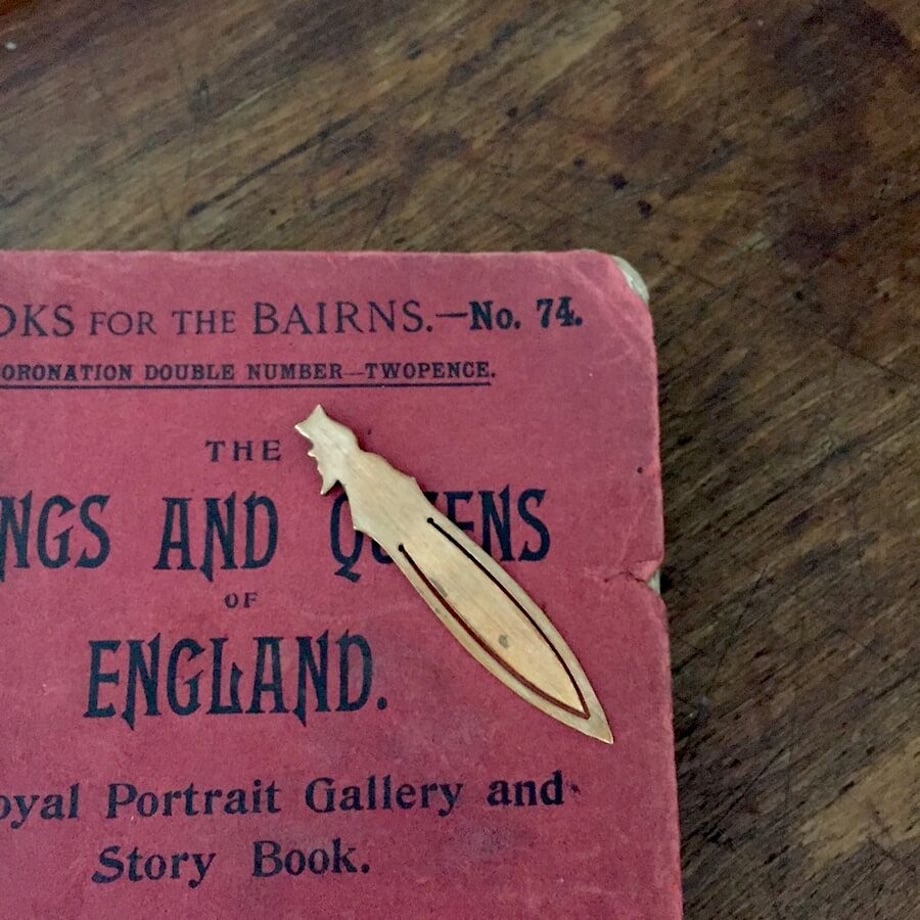 OKS FOR THE BAIRNS.—No. 74.
ORONATION DOUBLE NUMBER—TWOPENCE.
THE
NGS AND QUEENS
OF
ENGLAND.
oyal Portrait Gallery and
Story Book.